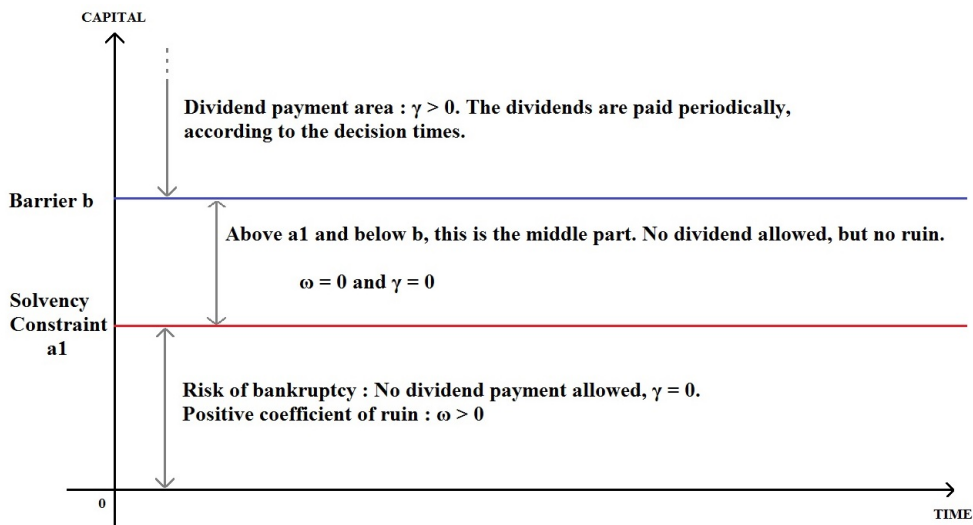 CAPITAL
Dividend payment area : γ > 0. The dividends are paid periodically,
according to the decision times.
Barrier b
Above a1 and below b, this is the middle part. No dividend allowed, but no ruin.
ω = 0 and γ = 0
Solvency
Constraint
a1
Risk of bankruptcy : No dividend payment allowed, γ = 0.
Positive coefficient of ruin : ω > 0
0
TIME